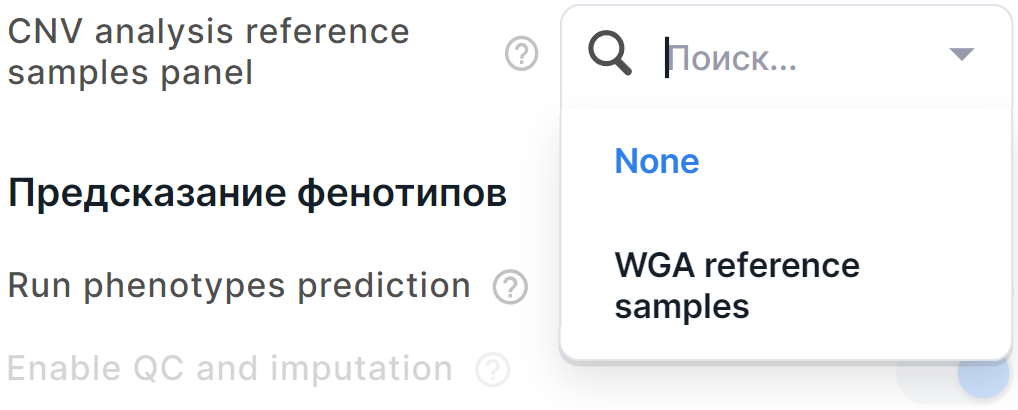 CNV analysis reference
samples panel
Поиск...
None
WGA reference
samples
Предсказание фенотипов
Run phenotypes prediction
Enable QC and imputation